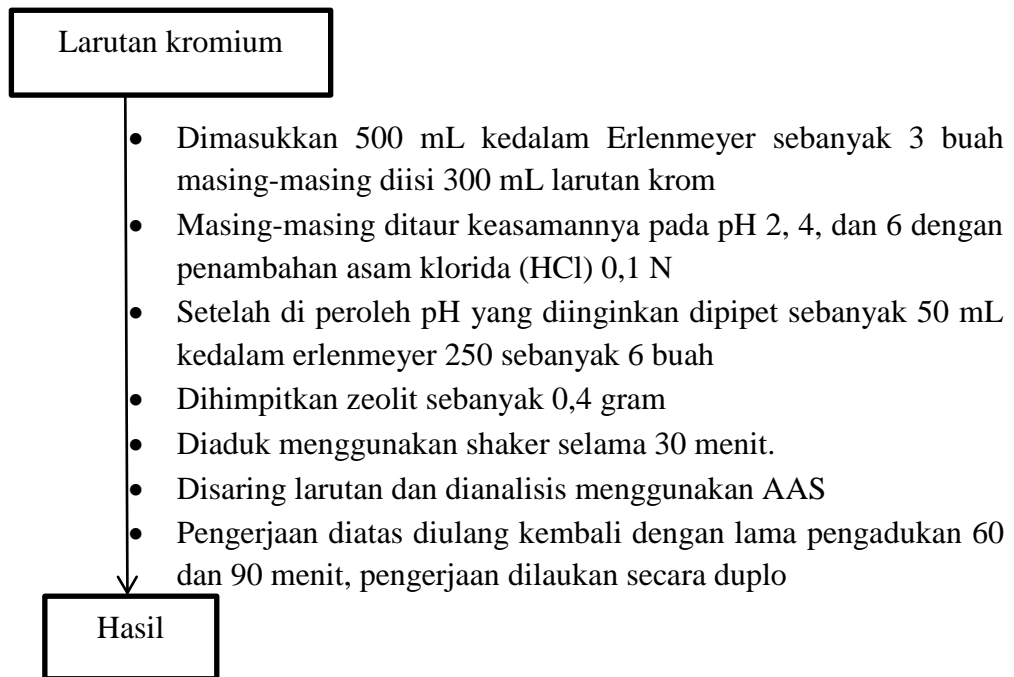 Larutan kromium
• Dimasukkan 500 mL kedalam Erlenmeyer sebanyak 3 buah
masing-masing diisi 300 mL larutan krom
• Masing-masing ditaur keasamannya pada pH 2, 4, dan 6 dengan
penambahan asam klorida (HCl) 0,1 N
• Setelah di peroleh pH yang diinginkan dipipet sebanyak 50 mL
kedalam erlenmeyer 250 sebanyak 6 buah
• Dihimpitkan zeolit sebanyak 0,4 gram
• Diaduk menggunakan shaker selama 30 menit.
• Disaring larutan dan dianalisis menggunakan AAS
• Pengerjaan diatas diulang kembali dengan lama pengadukan 60
dan 90 menit, pengerjaan dilaukan secara duplo
Hasil